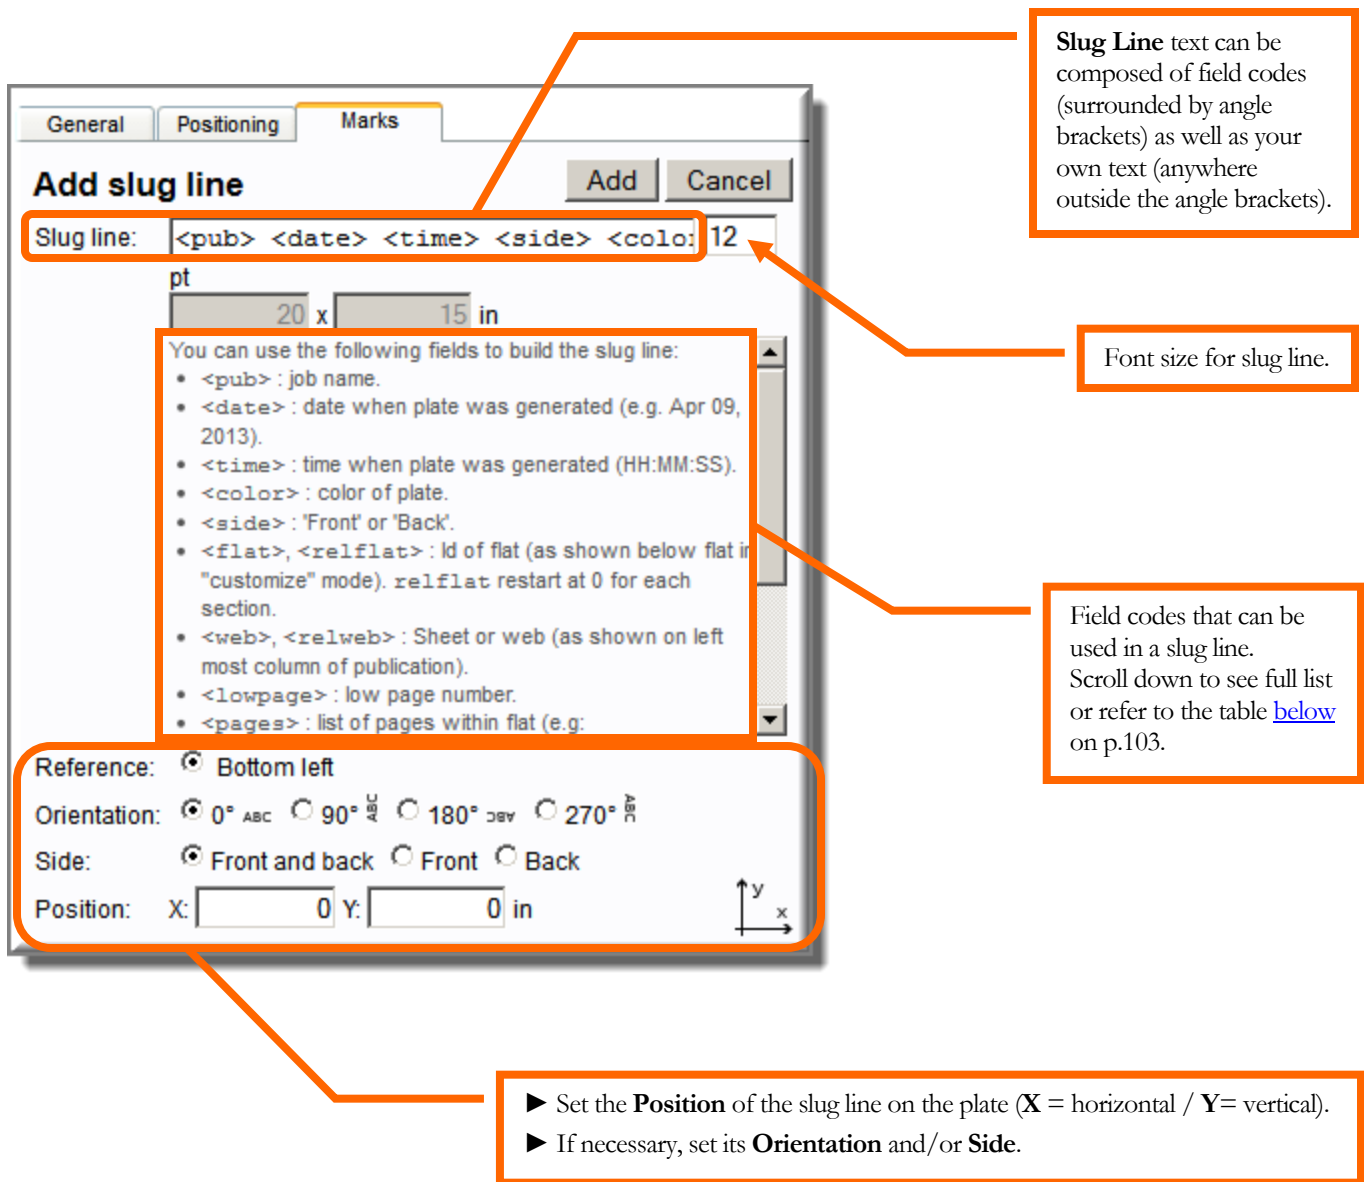 Slug Line text can be
composed of field codes
(surrounded by angle
brackets) as well as your
own text (anywhere
outside the angle brackets).
General Positioning Marks
Add slug line Add Cancel
Slug line: <pub> <date> <time> <side> <colo 12
pt
20 x 15 in
Font size for slug line.
You can use the following fields to build the slug line:
• <pub> : job name.
• <date> : date when plate was generated (e.g. Apr 09,
2013).
• <time> : time when plate was generated (HH:MM:SS).
• <color> : color of plate.
• <side> : 'Front' or 'Back'.
• <flat>, <relflat> : Id of flat (as shown below flat in
"customize" mode). relflat restart at 0 for each
section.
• <web>, <relweb> : Sheet or web (as shown on left
most column of publication).
• <lowpage> : low page number.
• <pages> : list of pages within flat (e.g:
Field codes that can be
used in a slug line.
Scroll down to see full list
or refer to the table below
on p.103.
Reference: Bottom left
Orientation: 0° ABC 90° ABC 180° ABC 270° ABC
Side: Front and back Front Back
Position: X: 0 Y: 0 in
y
x
► Set the Position of the slug line on the plate (X = horizontal / Y= vertical).
► If necessary, set its Orientation and/or Side.